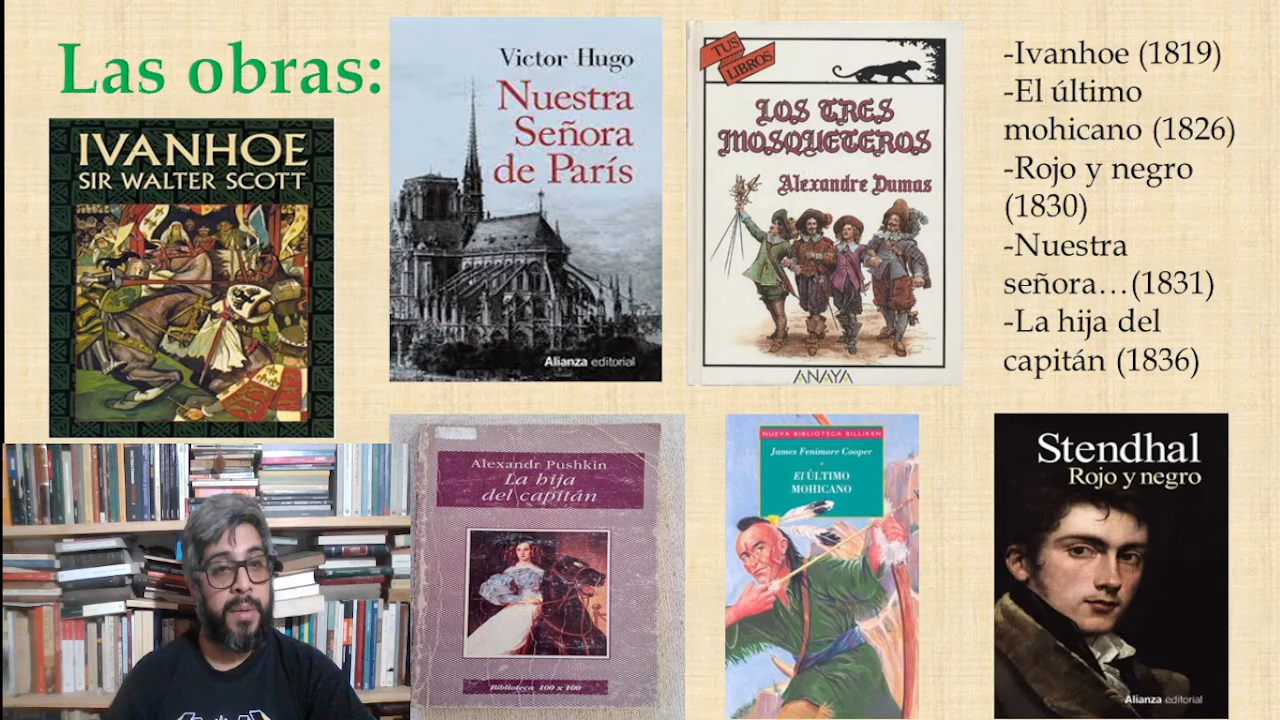 Las obras:
IVANHOE
SIR WALTER SCOTT
Victor Hugo
Nuestra
Señora
de París
Alianza editorial
TUS
LIBROS
LOS TRES
MOSQUETEROS
Alexandre Dumas
ANAYA
-Ivanhoe (1819)
-El último
mohicano (1826)
-Rojo y negro
(1830)
-Nuestra
señora…(1831)
-La hija del
capitán (1836)
Alexandr Pushkin
La hija
del capitán
Biblioteca 100 x 100
NUEVA BIBLIOTECA BILLIKEN
James Fenimore Cooper
El ÚLTIMO
MOHICANO
Stendhal
Rojo y negro
Alianza editorial